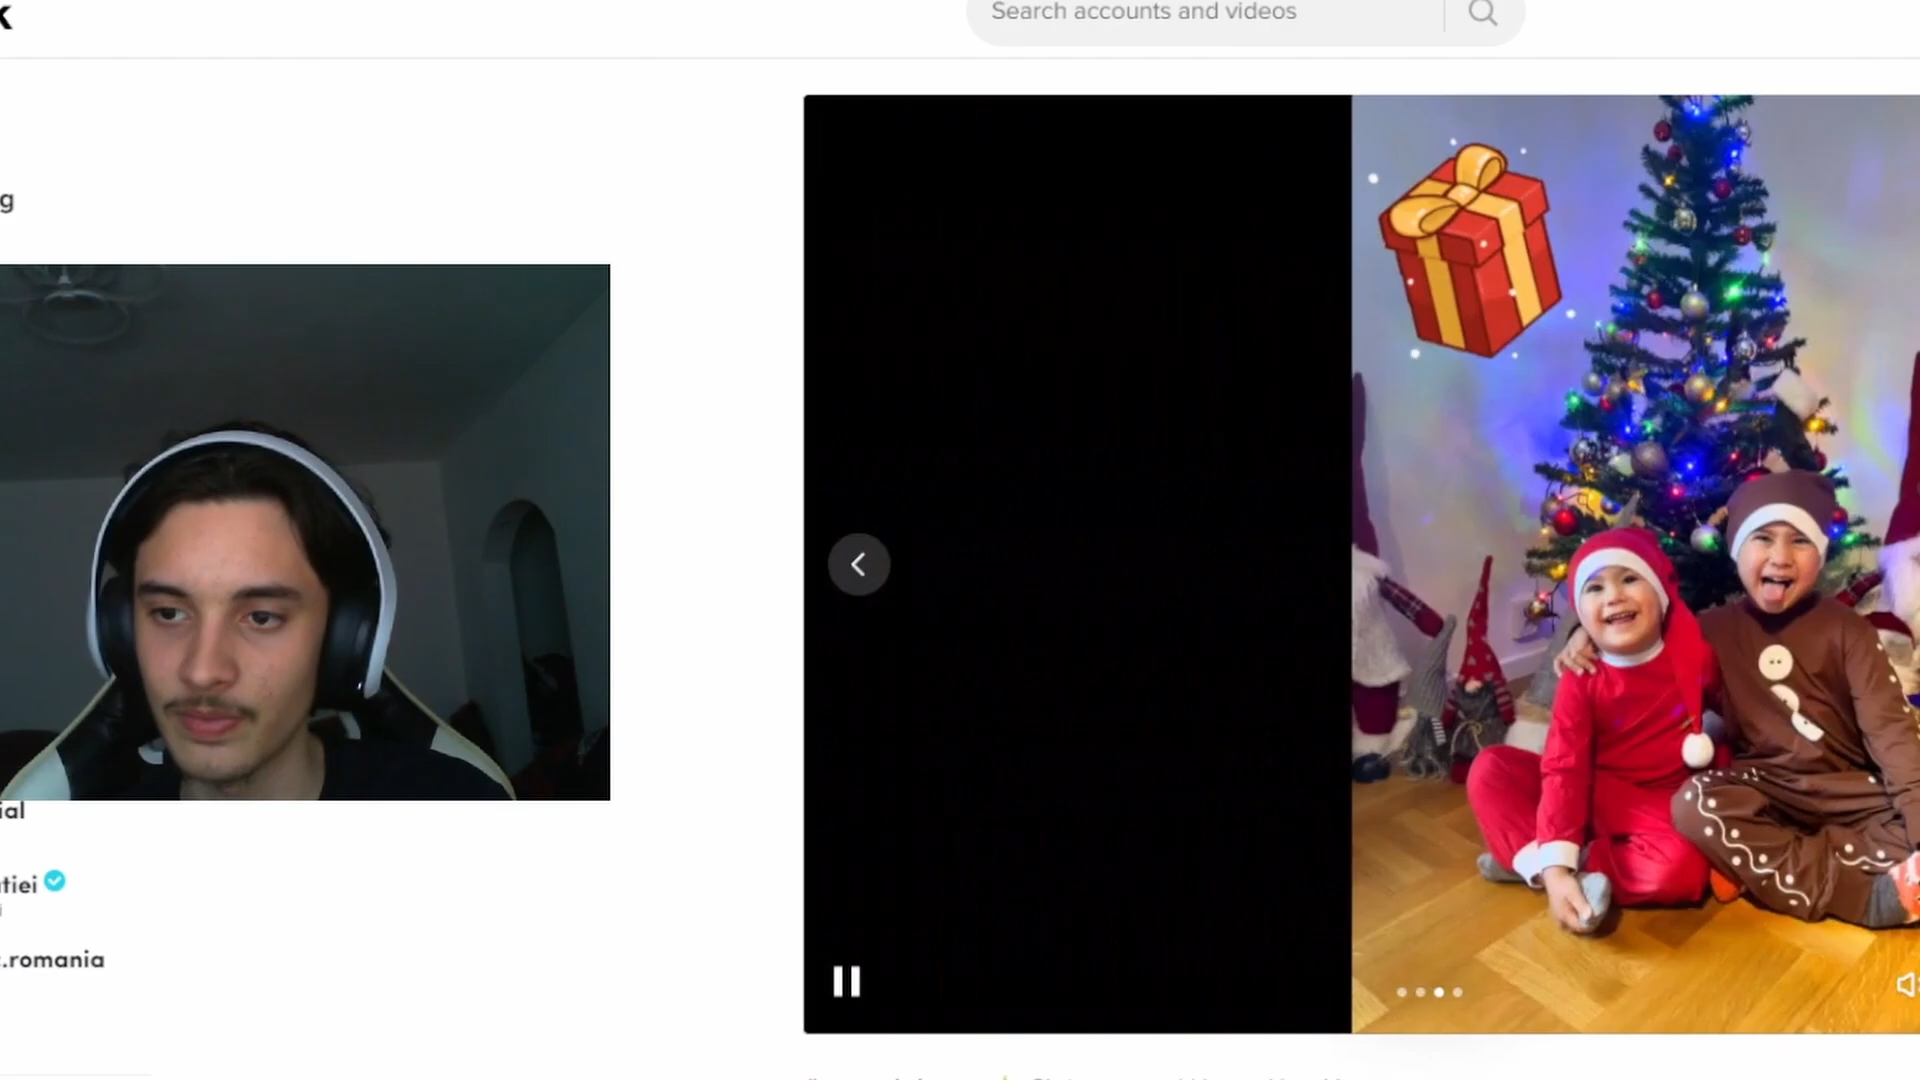 k
Search accounts and videos
g
ial
tiei
.romania